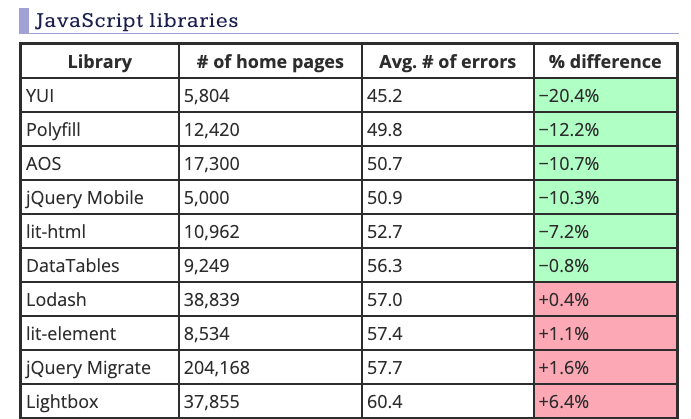 JavaScript libraries
Library # of home pages Avg. # of errors % difference
YUI 5,804 45.2 −20.4%
Polyfill 12,420 49.8 −12.2%
AOS 17,300 50.7 −10.7%
jQuery Mobile 5,000 50.9 −10.3%
lit-html 10,962 52.7 −7.2%
DataTables 9,249 56.3 −0.8%
Lodash 38,839 57.0 +0.4%
lit-element 8,534 57.4 +1.1%
jQuery Migrate 204,168 57.7 +1.6%
Lightbox 37,855 60.4 +6.4%